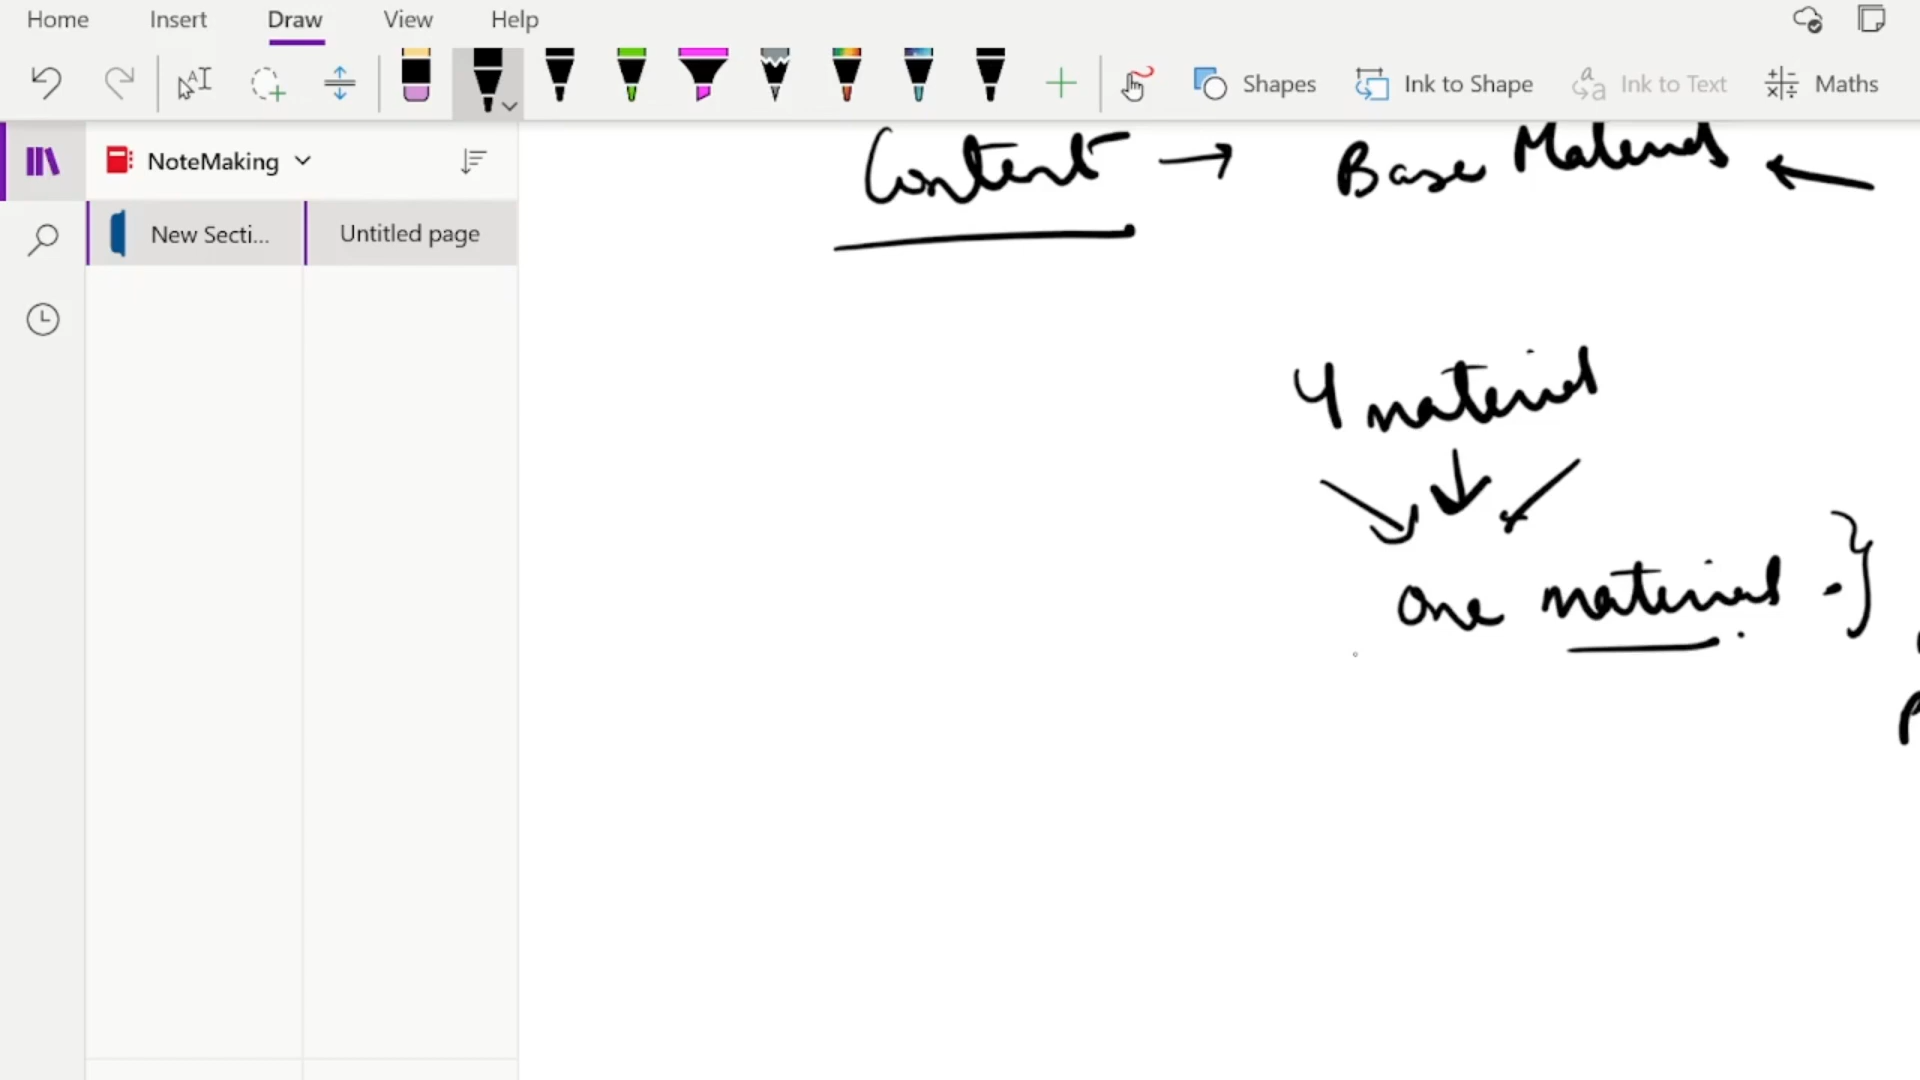 Home Insert Draw View Help
Shapes Ink to Shape Ink to Text Maths
NoteMaking
New Secti... Untitled page
Content → Base Material ←
4 material
one material . }